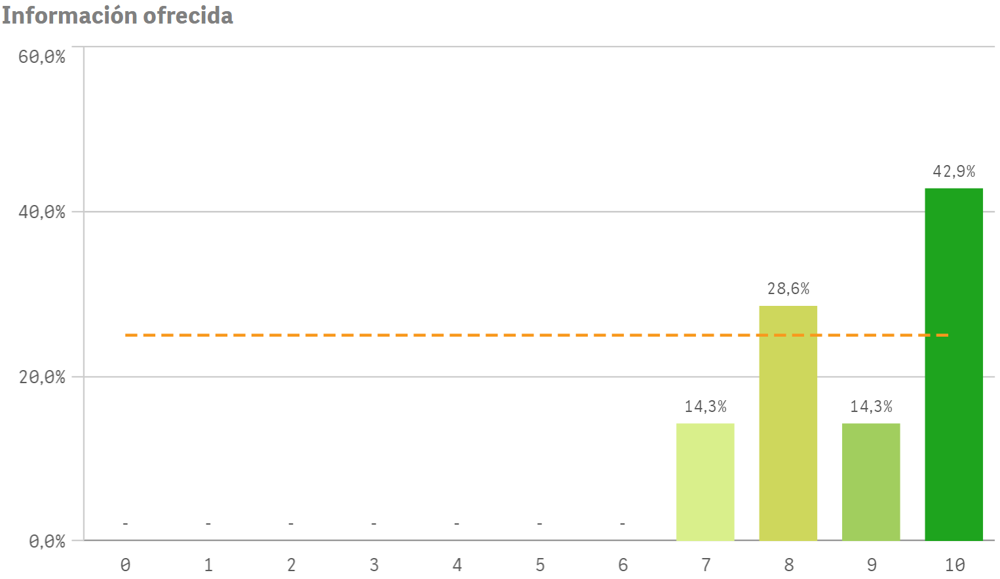 Información ofrecida
60,0%
42,9%
40,0%
28,6%
20,0%
14,3% 14,3%
- - - - - - -
0,0%
0 1 2 3 4 5 6 7 8 9 10